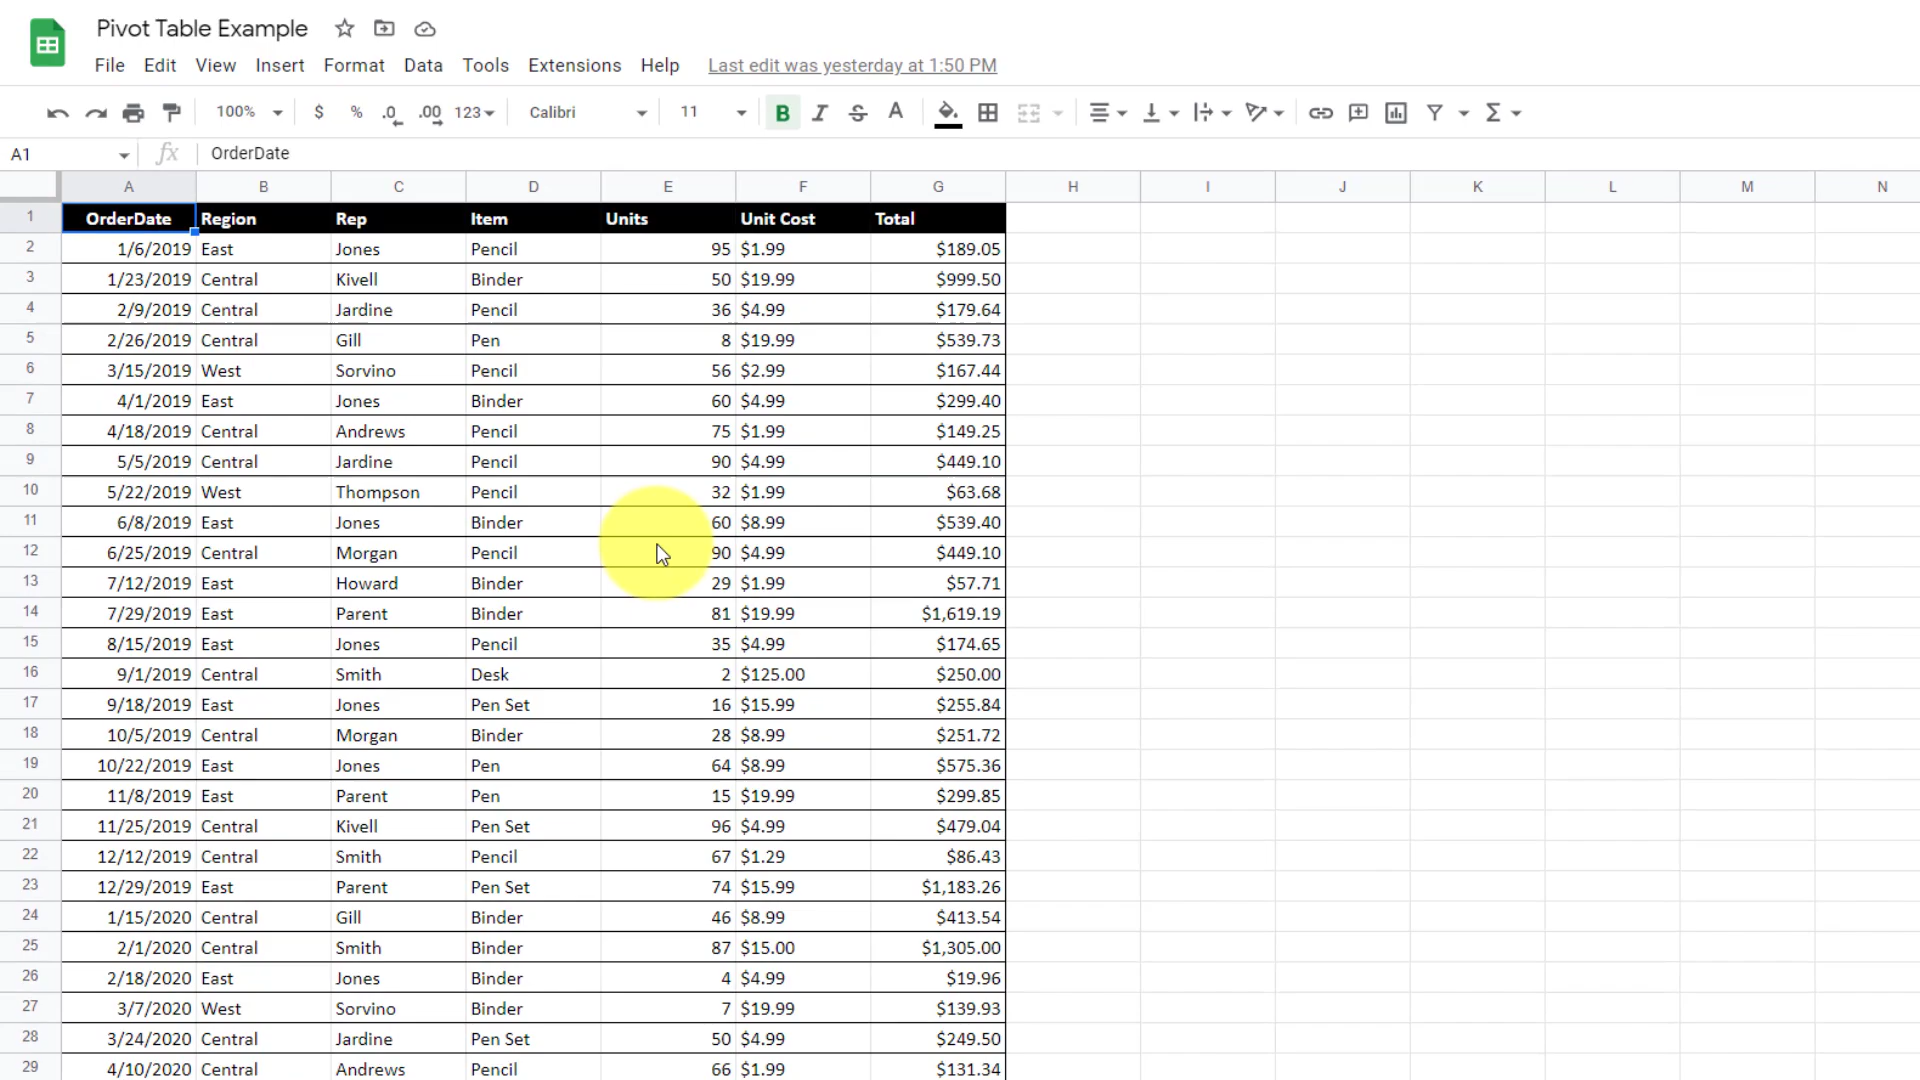 Pivot Table Example
File Edit View Insert Format Data Tools Extensions Help Last edit was yesterday at 1:50 PM
100% $ % .0 .00 123 Calibri 11 B I S A
A1 fx OrderDate
A B C D E F G H I J K L M N
1 OrderDate Region Rep Item Units Unit Cost Total
2 1/6/2019 East Jones Pencil 95 $1.99 $189.05
3 1/23/2019 Central Kivell Binder 50 $19.99 $999.50
4 2/9/2019 Central Jardine Pencil 36 $4.99 $179.64
5 2/26/2019 Central Gill Pen 8 $19.99 $539.73
6 3/15/2019 West Sorvino Pencil 56 $2.99 $167.44
7 4/1/2019 East Jones Binder 60 $4.99 $299.40
8 4/18/2019 Central Andrews Pencil 75 $1.99 $149.25
9 5/5/2019 Central Jardine Pencil 90 $4.99 $449.10
10 5/22/2019 West Thompson Pencil 32 $1.99 $63.68
11 6/8/2019 East Jones Binder 60 $8.99 $539.40
12 6/25/2019 Central Morgan Pencil 90 $4.99 $449.10
13 7/12/2019 East Howard Binder 29 $1.99 $57.71
14 7/29/2019 East Parent Binder 81 $19.99 $1,619.19
15 8/15/2019 East Jones Pencil 35 $4.99 $174.65
16 9/1/2019 Central Smith Desk 2 $125.00 $250.00
17 9/18/2019 East Jones Pen Set 16 $15.99 $255.84
18 10/5/2019 Central Morgan Binder 28 $8.99 $251.72
19 10/22/2019 East Jones Pen 64 $8.99 $575.36
20 11/8/2019 East Parent Pen 15 $19.99 $299.85
21 11/25/2019 Central Kivell Pen Set 96 $4.99 $479.04
22 12/12/2019 Central Smith Pencil 67 $1.29 $86.43
23 12/29/2019 East Parent Pen Set 74 $15.99 $1,183.26
24 1/15/2020 Central Gill Binder 46 $8.99 $413.54
25 2/1/2020 Central Smith Binder 87 $15.00 $1,305.00
26 2/18/2020 East Jones Binder 4 $4.99 $19.96
27 3/7/2020 West Sorvino Binder 7 $19.99 $139.93
28 3/24/2020 Central Jardine Pen Set 50 $4.99 $249.50
29 4/10/2020 Central Andrews Pencil 66 $1.99 $131.34